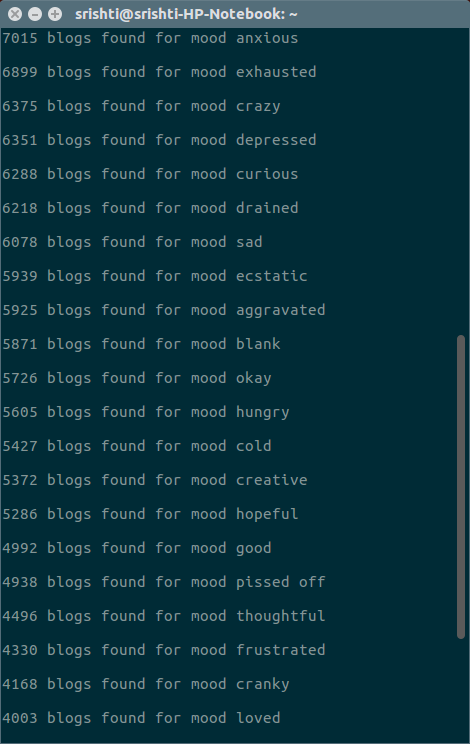 srishti@srishti-HP-Notebook: ~
7015 blogs found for mood anxious
6899 blogs found for mood exhausted
6375 blogs found for mood crazy
6351 blogs found for mood depressed
6288 blogs found for mood curious
6218 blogs found for mood drained
6078 blogs found for mood sad
5939 blogs found for mood ecstatic
5925 blogs found for mood aggravated
5871 blogs found for mood blank
5726 blogs found for mood okay
5605 blogs found for mood hungry
5427 blogs found for mood cold
5372 blogs found for mood creative
5286 blogs found for mood hopeful
4992 blogs found for mood good
4938 blogs found for mood pissed off
4496 blogs found for mood thoughtful
4330 blogs found for mood frustrated
4168 blogs found for mood cranky
4003 blogs found for mood loved